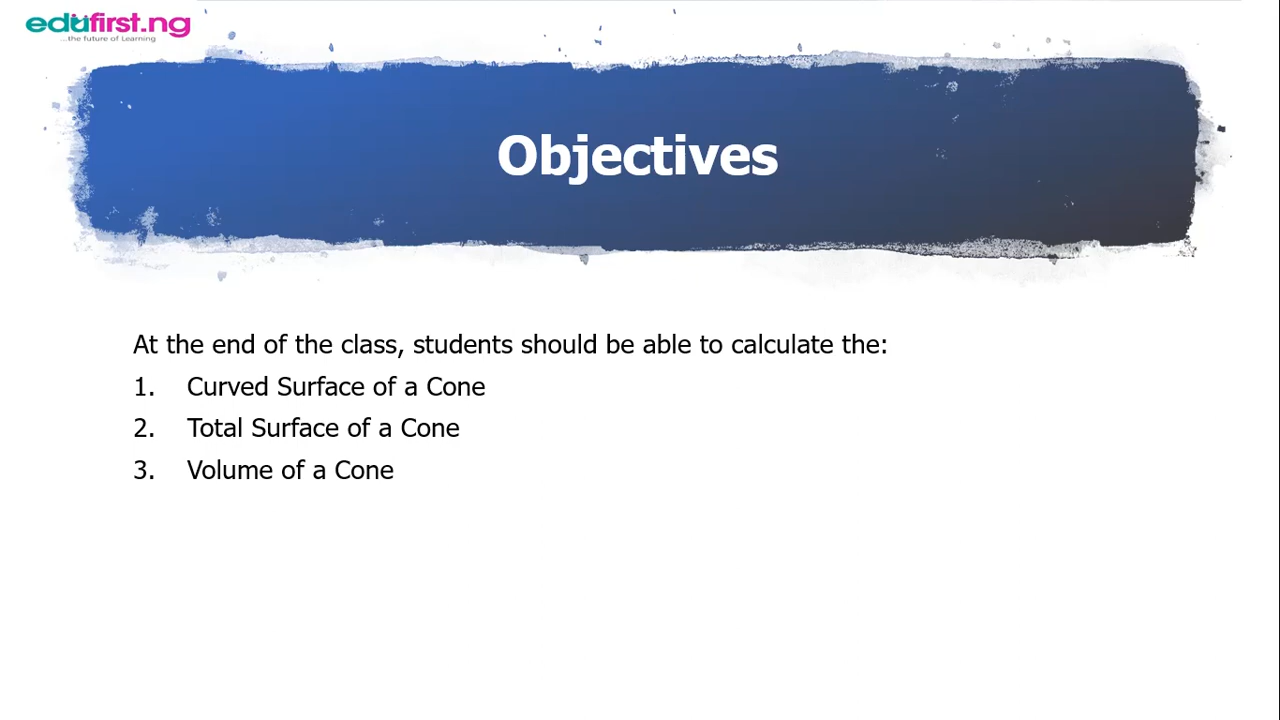 edufirst.ng
...the future of Learning
Objectives
At the end of the class, students should be able to calculate the:
1. Curved Surface of a Cone
2. Total Surface of a Cone
3. Volume of a Cone